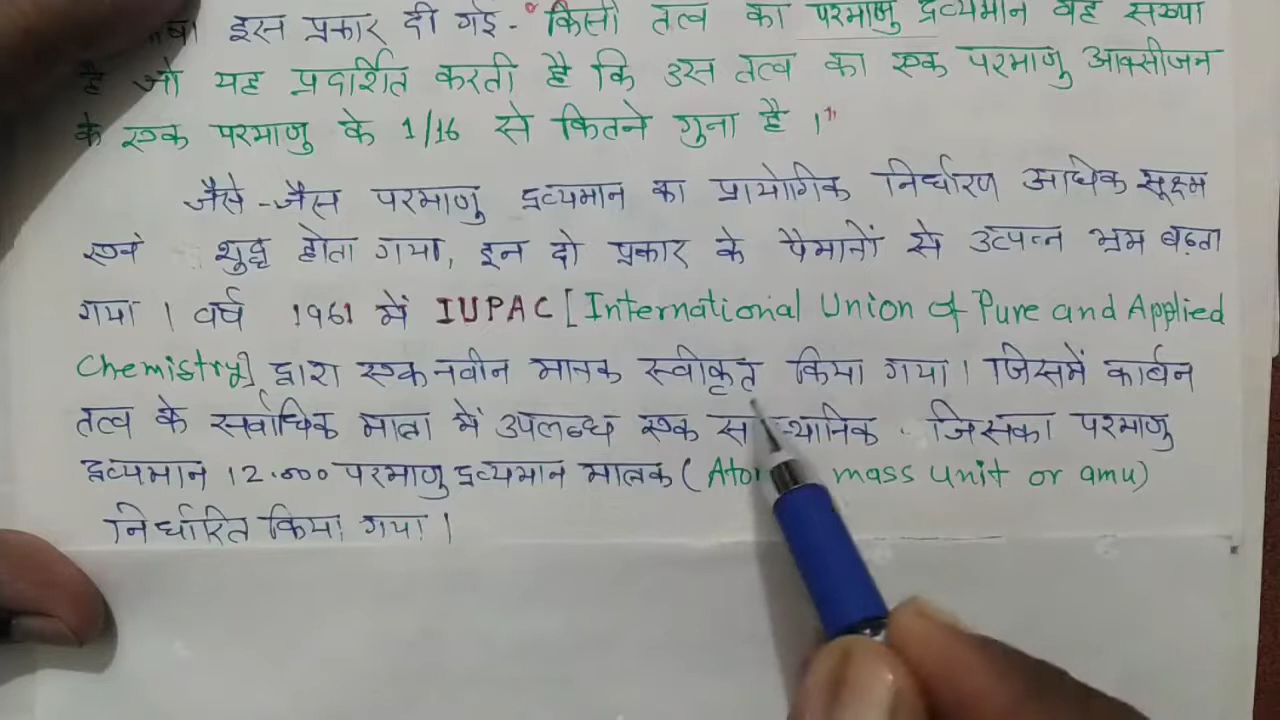 इस प्रकार दी गई- "किसी तत्व का परमाणु द्रव्यमान वह संख्या
है जो यह प्रदर्शित करती है कि उस तत्व का एक परमाणु आक्सीजन
के एक परमाणु के 1/16 से कितने गुना है।"
जैसे-जैस परमाणु द्रव्यमान का प्रायोगिक निर्धारण अधिक सूक्ष्म
एवं शुद्ध होता गया, इन दो प्रकार के पैमानों से उत्पन्न भ्रम बढ़ता
गया। वर्ष 1961 में IUPAC [International Union of Pure and Applied
Chemistry] द्वारा एक नवीन मानक स्वीकृत किया गया। जिसमें कार्बन
तत्व के सर्वाधिक मात्रा में उपलब्ध एक जिसका परमाणु
द्रव्यमान 12.000 परमाणु द्रव्यमान मात्रक ( mass unit or amu)
निर्धारित किया गया।